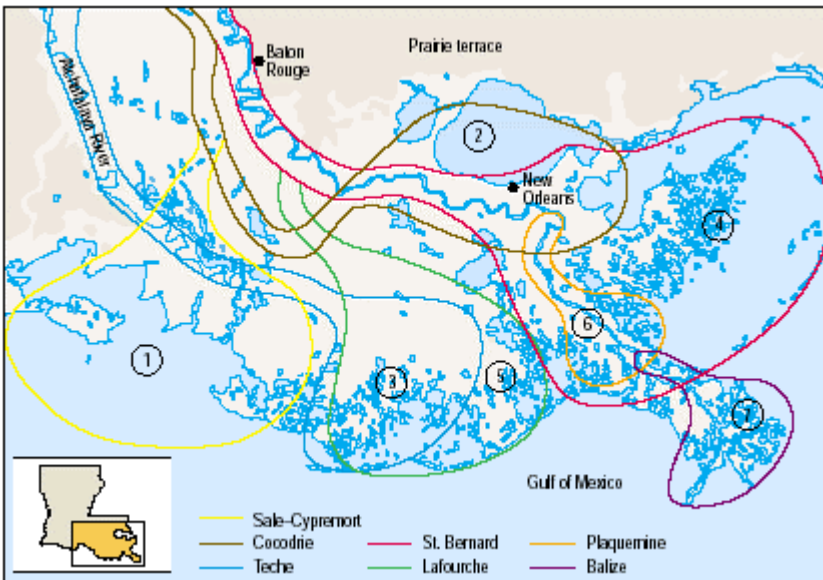 Prairie terrace
Baton
Rouge
Atchafalaya River
2
New
Orleans
4
6
1
3
5
7
Gulf of Mexico
Sale-Cypremort
Cocodrie
Teche
St. Bernard
Lafourche
Plaquemine
Balize